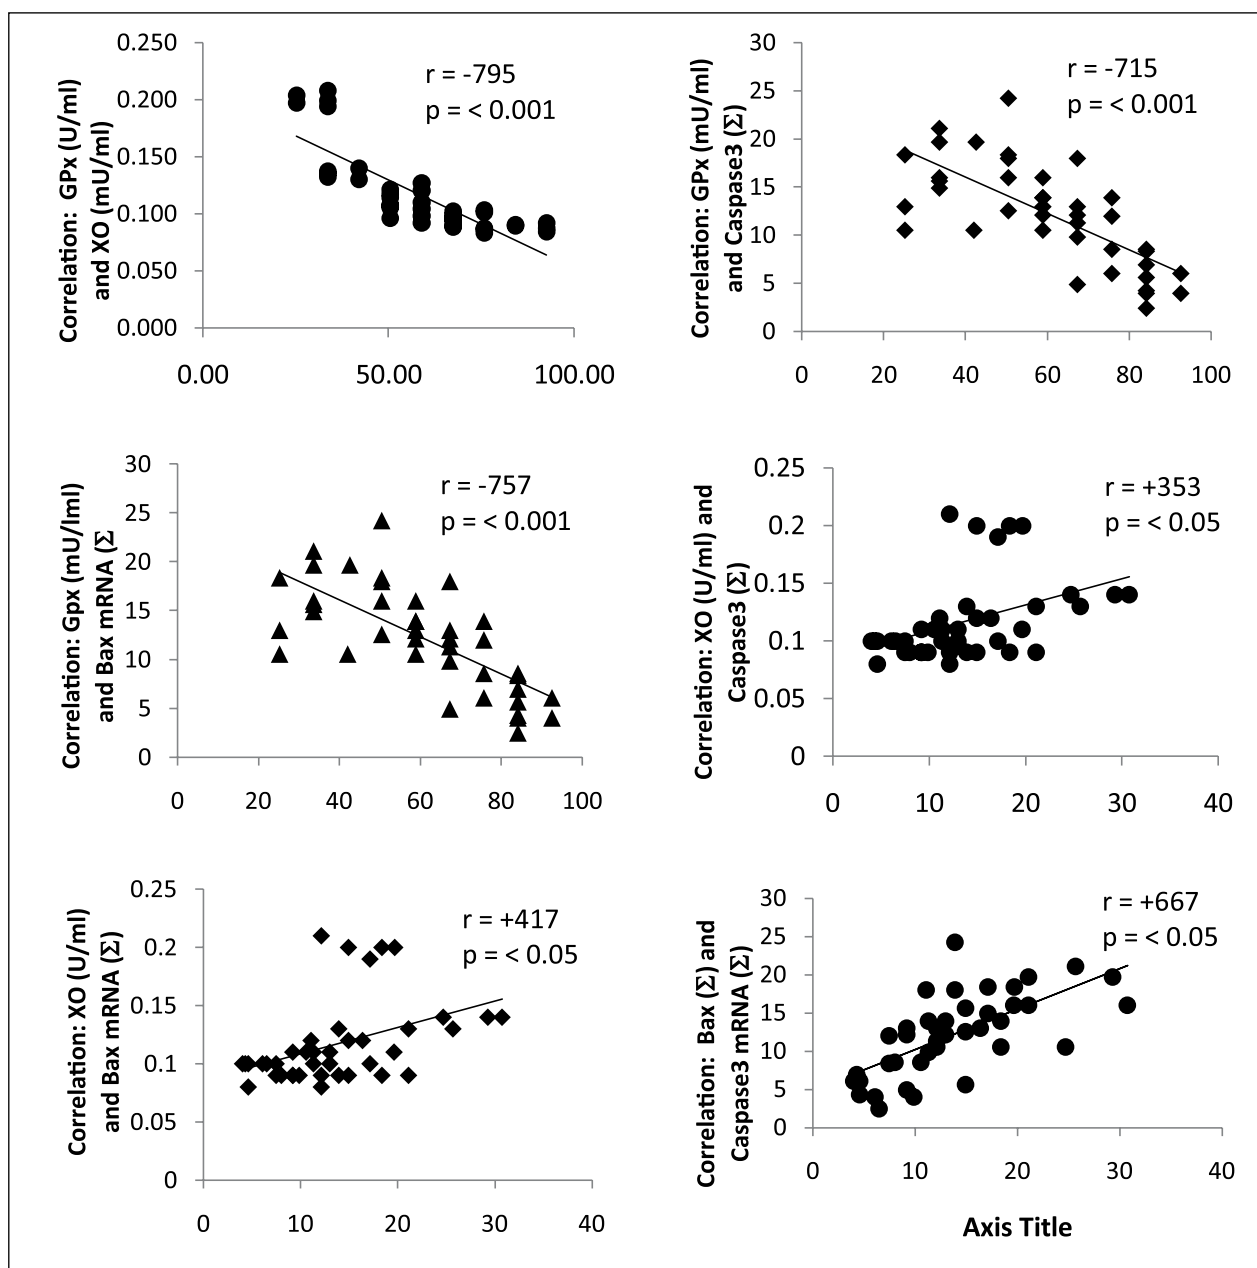 Correlation: GPx (U/ml)
and XO (mU/ml)
0.250
0.200
0.150
0.100
0.050
0.000
0.00 50.00 100.00
r = -795
p = < 0.001
Correlation: GPx (mU/ml)
and Caspase3 (Σ)
30
25
20
15
10
5
0
0 20 40 60 80 100
r = -715
p = < 0.001
Correlation: Gpx (mU/lml)
and Bax mRNA (Σ
30
25
20
15
10
5
0
0 20 40 60 80 100
r = -757
p = < 0.001
Correlation: XO (U/ml) and
Caspase3 (Σ)
0.25
0.2
0.15
0.1
0.05
0
0 10 20 30 40
r = +353
p = < 0.05
Correlation: XO (U/ml)
and Bax mRNA (Σ)
0.25
0.2
0.15
0.1
0.05
0
0 10 20 30 40
r = +417
p = < 0.05
Correlation: Bax (Σ) and
Caspase3 mRNA (Σ)
30
25
20
15
10
5
0
0 10 20 30 40
r = +667
p = < 0.05
Axis Title